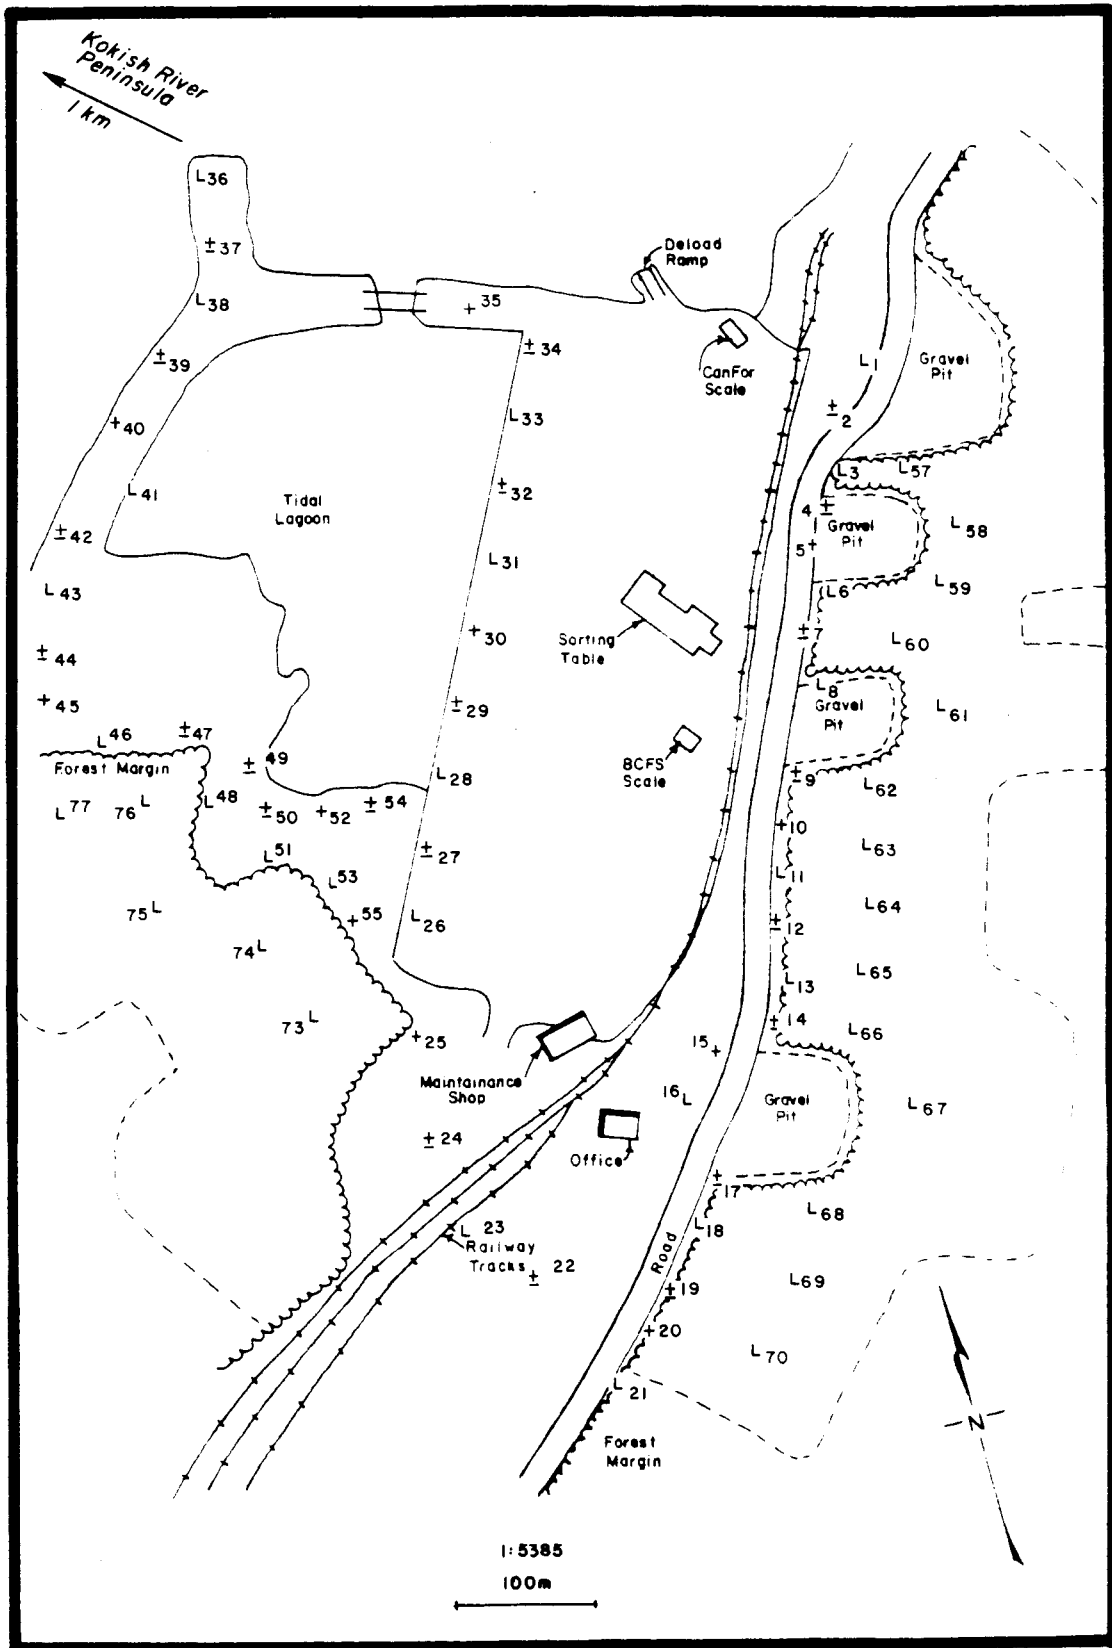 Kokish River
Peninsula
1 km
L36
±37
L38
±39
+40
L41
±42
L43
±44
+45
L46
±47
Forest Margin
L77
76L
L48
±49
±50
+52
±54
L51
L53
+55
75L
74L
73L
+25
+35
±34
L33
±32
L31
+30
±29
L28
±27
L26
Tidal
Lagoon
Deload
Ramp
CanFor
Scale
Sorting
Table
BCFS
Scale
Maintainance
Shop
±24
Office
L 23
Railway
Tracks
± 22
L1
±2
L3
4±
5+
L6
±7
L8
±9
+10
L11
±12
L13
±14
15+
16L
±17
L18
±19
+20
L21
Gravel
Pit
Gravel
Pit
Gravel
Pit
Gravel
Pit
L57
L58
L59
L60
L61
L62
L63
L64
L65
L66
L67
L68
L69
L70
Road
Forest
Margin
N
1:5385
100m